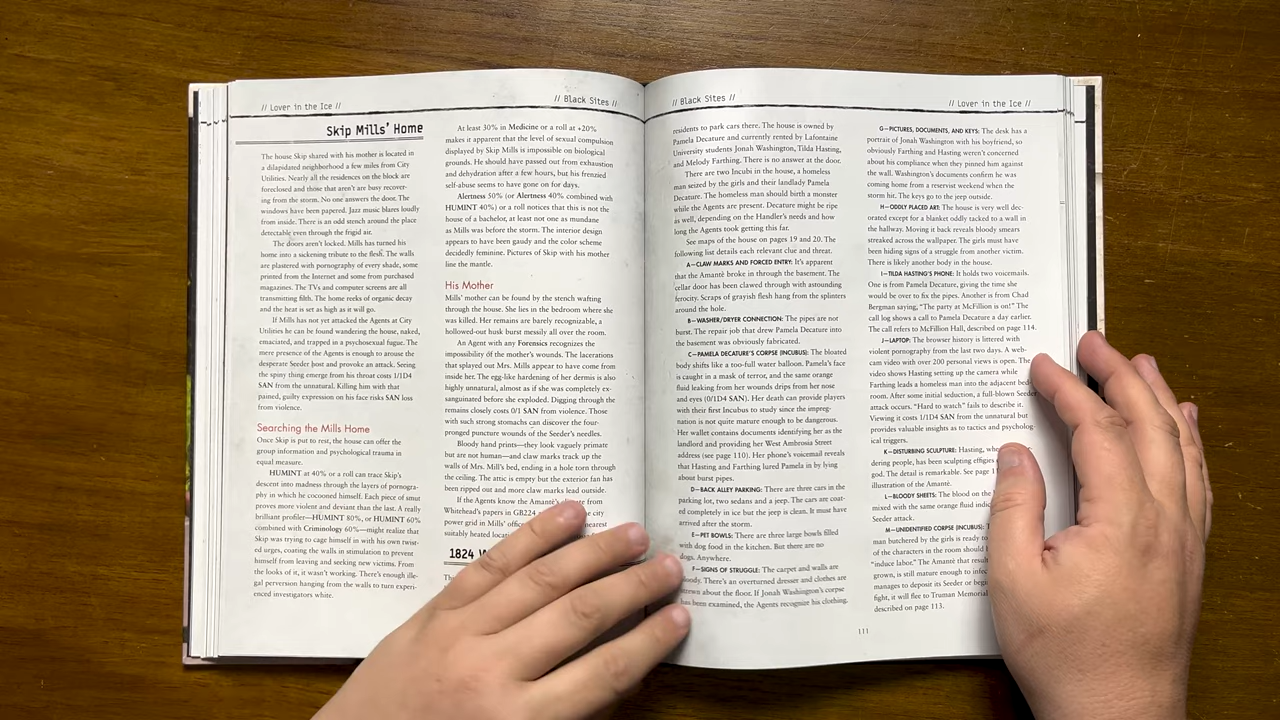 // Lover in the Ice //
// Black Sites //
Skip Mills' Home
The house Skip shared with his mother is located in
a dilapidated neighborhood a few miles from City
Utilities. Nearly all the residences on the block are
foreclosed and those that aren't are busy recover-
ing from the storm. No one answers the door. The
windows have been papered. Jazz music blares loudly
from inside. There is an odd stench around the place
detectable even through the frigid air.
The doors aren't locked. Mills has turned his
home into a sickening tribute to the flesh. The walls
are plastered with pornography of every shade, some
printed from the Internet and some from purchased
magazines. The TVs and computer screens are all
transmitting filth. The home reeks of organic decay
and the heat is set as high as it will go.
If Mills has not yet attacked the Agents at City
Utilities he can be found wandering the house, naked,
emaciated, and trapped in a psychosexual fugue. The
mere presence of the Agents is enough to arouse the
desperate Seeder host and provoke an attack. Seeing
the spiny thing emerge from his throat costs 1/1D4
SAN from the unnatural. Killing him with that
pained, guilty expression on his face risks SAN loss
from violence.
Searching the Mills Home
Once Skip is put to rest, the house can offer the
group information and psychological trauma in
equal measure.
HUMINT at 40% or a roll can trace Skip's
descent into madness through the layers of pornogra-
phy in which he cocooned himself. Each piece of smut
proves more violent and deviant than the last. A really
brilliant profiler—HUMINT 80%, or HUMINT 60%
combined with Criminology 60%—might realize that
Skip was trying to cage himself in with his own twist-
ed urges, coating the walls in stimulation to prevent
himself from leaving and seeking new victims. From
the looks of it, it wasn't working. There's enough ille-
gal perversion hanging from the walls to turn experi-
enced investigators white.
At least 30% in Medicine or a roll at +20%
makes it apparent that the level of sexual compulsion
displayed by Skip Mills is impossible on biological
grounds. He should have passed out from exhaustion
and dehydration after a few hours, but his frenzied
self-abuse seems to have gone on for days.
Alertness 50% (or Alertness 40% combined with
HUMINT 40%) or a roll notices that this is not the
house of a bachelor, at least not one as mundane
as Mills was before the storm. The interior design
appears to have been gaudy and the color scheme
decidedly feminine. Pictures of Skip with his mother
line the mantle.
His Mother
Mills' mother can be found by the stench wafting
through the house. She lies in the bedroom where she
was killed. Her remains are barely recognizable, a
hollowed-out husk burst messily all over the room.
An Agent with any Forensics recognizes the
impossibility of the mother's wounds. The lacerations
that splayed out Mrs. Mills appear to have come from
inside her. The egg-like hardening of her dermis is also
highly unnatural, almost as if she was completely ex-
sanguinated before she exploded. Digging through the
remains closely costs 0/1 SAN from violence. Those
with such strong stomachs can discover the four-
pronged puncture wounds of the Seeder's needles.
Bloody hand prints—they look vaguely primate
but are not human—and claw marks track up the
walls of Mrs. Mill's bed, ending in a hole torn through
the ceiling. The attic is empty but the exterior fan has
been ripped out and more claw marks lead outside.
If the Agents know the Amanté's climate from
Whitehead's papers in GB224 the city
power grid in Mills' office nearest
suitably heated locat
1824 W
// Black Sites //
// Lover in the Ice //
residents to park cars there. The house is owned by
Pamela Decature and currently rented by Lafontaine
University students Jonah Washington, Tilda Hasting,
and Melody Farthing. There is no answer at the door.
There are two Incubi in the house, a homeless
man seized by the girls and their landlady Pamela
Decature. The homeless man should birth a monster
while the Agents are present. Decature might be ripe
as well, depending on the Handler's needs and how
long the Agents took getting this far.
See maps of the house on pages 19 and 20. The
following list details each relevant clue and threat.
A—CLAW MARKS AND FORCED ENTRY: It's apparent
that the Amantè broke in through the basement. The
cellar door has been clawed through with astounding
ferocity. Scraps of grayish flesh hang from the splinters
around the hole.
B—WASHER/DRYER CONNECTION: The pipes are not
burst. The repair job that drew Pamela Decature into
the basement was obviously fabricated.
C—PAMELA DECATURE'S CORPSE (INCUBUS): The bloated
body shifts like a too-full water balloon. Pamela's face
is caught in a mask of terror, and the same orange
fluid leaking from her wounds drips from her nose
and eyes (0/1D4 SAN). Her death can provide players
with their first Incubus to study since the impreg-
nation is not quite mature enough to be dangerous.
Her wallet contains documents identifying her as the
landlord and providing her West Ambrosia Street
address (see page 110). Her phone's voicemail reveals
that Hasting and Farthing lured Pamela in by lying
about burst pipes.
D—BACK ALLEY PARKING: There are three cars in the
parking lot, two sedans and a jeep. The cars are coat-
ed completely in ice but the jeep is clean. It must have
arrived after the storm.
E—PET BOWLS: There are three large bowls filled
with dog food in the kitchen. But there are no
dogs. Anywhere.
F—SIGNS OF STRUGGLE: The carpet and walls are
bloody. There's an overturned dresser and clothes are
strewn about the floor. If Jonah Washington's corpse
has been examined, the Agents recognize his clothing.
G—PICTURES, DOCUMENTS, AND KEYS: The desk has a
portrait of Jonah Washington with his boyfriend, so
obviously Farthing and Hasting weren't concerned
about his compliance when they pinned him against
the wall. Washington's documents confirm he was
coming home from a reservist weekend when the
storm hit. The keys go to the jeep outside.
H—ODDLY PLACED ART: The house is very well dec-
orated except for a blanket oddly tacked to a wall in
the hallway. Moving it back reveals bloody smears
streaked across the wallpaper. The girls must have
been hiding signs of a struggle from another victim.
There is likely another body in the house.
I—TILDA HASTING'S PHONE: It holds two voicemails.
One is from Pamela Decature, giving the time she
would be over to fix the pipes. Another is from Chad
Bergman saying, "The party at McFillion is on!" The
call log shows a call to Pamela Decature a day earlier.
The call refers to McFillion Hall, described on page 114.
J—LAPTOP: The browser history is littered with
violent pornography from the last two days. A web-
cam video with over 200 personal views is open. The
video shows Hasting setting up the camera while
Farthing leads a homeless man into the adjacent bed-
room. After some initial seduction, a full-blown Seeder
attack occurs. "Hard to watch" fails to describe it.
Viewing it costs 1/1D10 SAN from the unnatural but
provides valuable insights as to tactics and psycholog-
ical triggers.
K—DISTURBING SCULPTURE: Hasting, whe
dering people, has been sculpting effigies
god. The detail is remarkable. See page 11
illustration of the Amantè.
L—BLOODY SHEETS: The blood on the
mixed with the same orange fluid indic
Seeder attack.
M—UNIDENTIFIED CORPSE (INCUBUS): T
man butchered by the girls is ready to
of the characters in the room should
"induce labor." The Amantè that result
grown, is still mature enough to infec
manages to deposit its Seeder or begin
fight, it will flee to Truman Memorial
described on page 113.
111